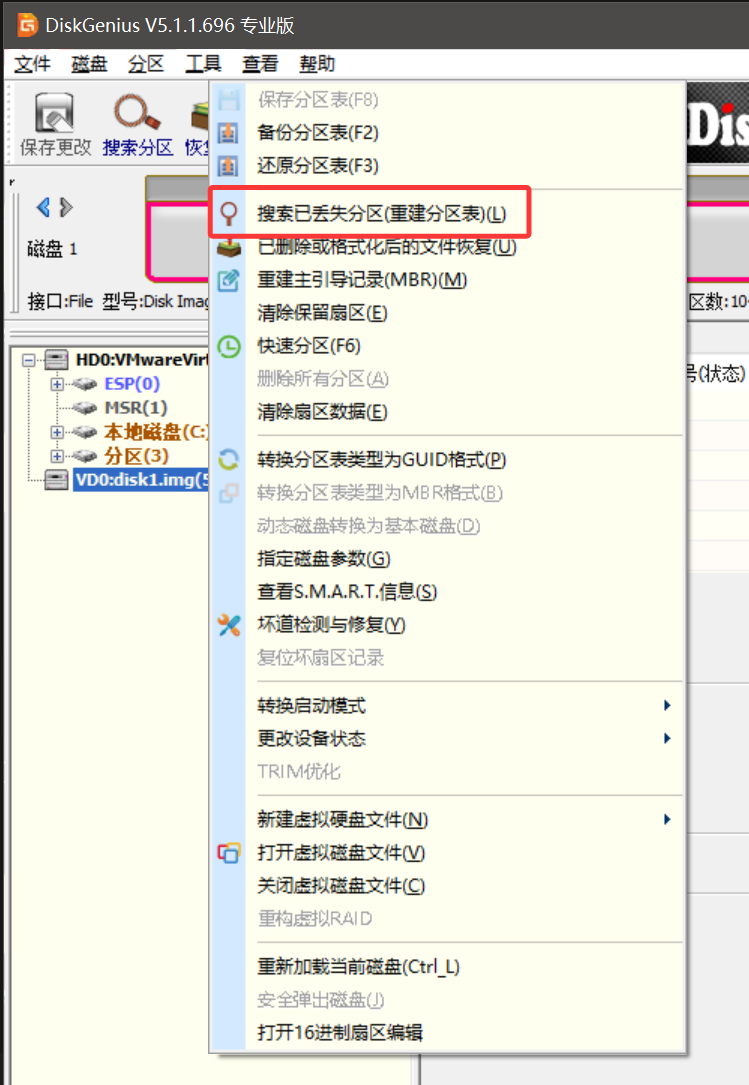 DiskGenius V5.1.1.696 专业版
文件 磁盘 分区 工具 查看 帮助
保存更改 搜索分区
Dis
磁盘 1
接口:File 型号:Disk Imag
区数:10
HD0:VMwareVirt
ESP(0)
MSR(1)
本地磁盘(C:)
分区(3)
VD0:disk1.img(5
号(状态)
保存分区表(F8)
备份分区表(F2)
还原分区表(F3)
搜索已丢失分区(重建分区表)(L)
已删除或格式化后的文件恢复(U)
重建主引导记录(MBR)(M)
清除保留扇区(E)
快速分区(F6)
删除所有分区(A)
清除扇区数据(E)
转换分区表类型为GUID格式(P)
转换分区表类型为MBR格式(B)
动态磁盘转换为基本磁盘(D)
指定磁盘参数(G)
查看S.M.A.R.T.信息(S)
坏道检测与修复(Y)
复位坏扇区记录
转换启动模式
更改设备状态
TRIM优化
新建虚拟硬盘文件(N)
打开虚拟磁盘文件(V)
关闭虚拟磁盘文件(C)
重构虚拟RAID
重新加载当前磁盘(Ctrl_L)
安全弹出磁盘(J)
打开16进制扇区编辑